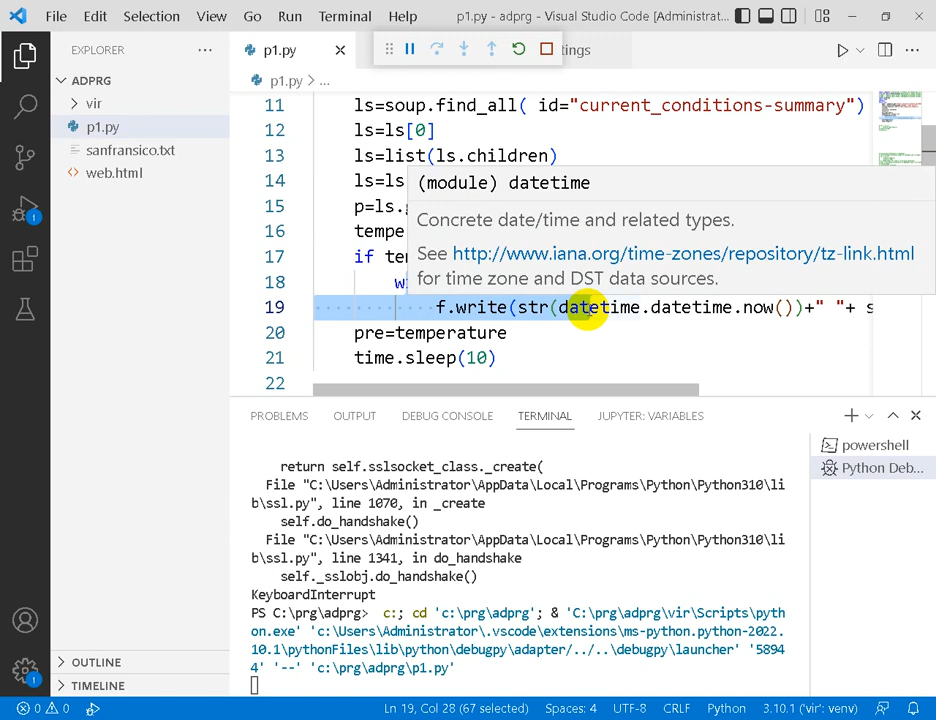 File Edit Selection View Go Run Terminal Help p1.py - adprg - Visual Studio Code [Administrat...
EXPLORER
ADPRG
vir
p1.py
sanfransico.txt
web.html
OUTLINE
TIMELINE
p1.py tings
p1.py > ...
11 ls=soup.find_all( id="current_conditions-summary")
12 ls=ls[0]
13 ls=list(ls.children)
14 ls=ls
15 p=ls.
16 tempe
17 if te
18 w
19 f.write(str(datetime.datetime.now())+" "+ s
20 pre=temperature
21 time.sleep(10)
22
(module) datetime
Concrete date/time and related types.
See http://www.iana.org/time-zones/repository/tz-link.html
for time zone and DST data sources.
PROBLEMS OUTPUT DEBUG CONSOLE TERMINAL JUPYTER: VARIABLES
powershell
Python Deb...
return self.sslsocket_class._create(
File "C:\Users\Administrator\AppData\Local\Programs\Python\Python310\li
b\ssl.py", line 1070, in _create
self.do_handshake()
File "C:\Users\Administrator\AppData\Local\Programs\Python\Python310\li
b\ssl.py", line 1341, in do_handshake
self._sslobj.do_handshake()
KeyboardInterrupt
PS C:\prg\adprg> c:; cd 'c:\prg\adprg'; & 'C:\prg\adprg\vir\Scripts\pyth
on.exe' 'c:\Users\Administrator\.vscode\extensions\ms-python.python-2022.
10.1\pythonFiles\lib\python\debugpy\adapter/../..\debugpy\launcher' '5894
4' '--' 'c:\prg\adprg\p1.py'
0 0 Ln 19, Col 28 (67 selected) Spaces: 4 UTF-8 CRLF Python 3.10.1 ('vir': venv)
1
1